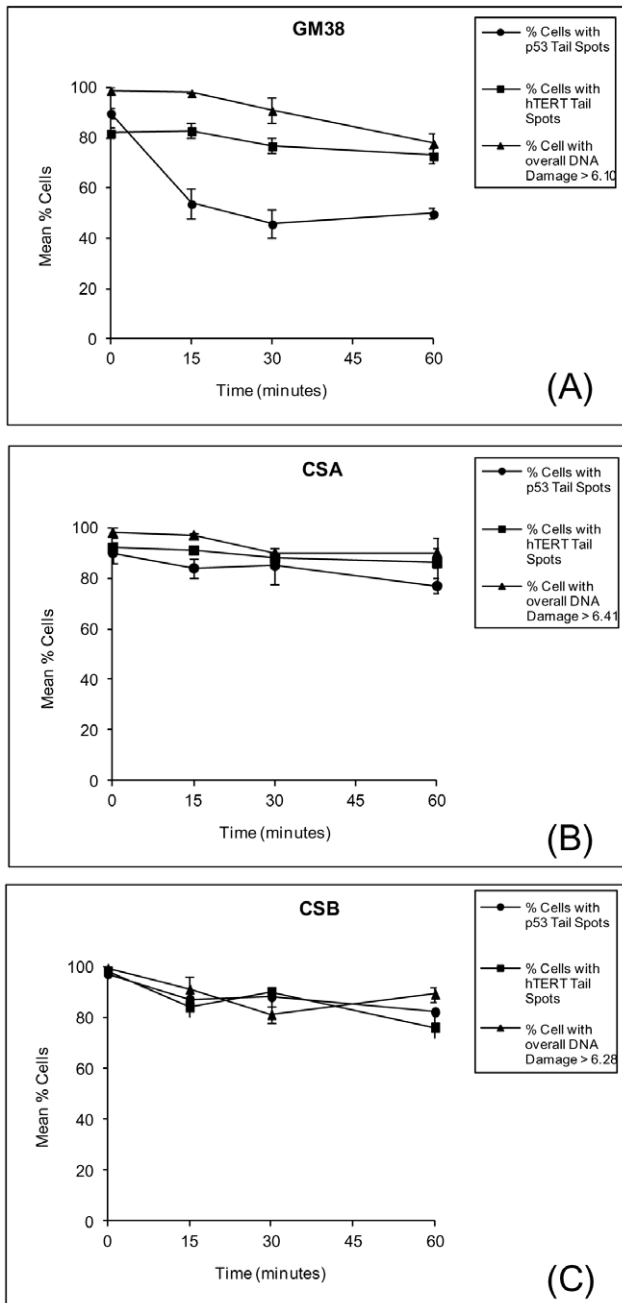 GM38
% Cells with
p53 Tail Spots
% Cells with
hTERT Tail
Spots
% Cell with
overall DNA
Damage > 6.10
100
80
60
40
20
0
Mean % Cells
0 15 30 45 60
Time (minutes)
(A)
CSA
% Cells with
p53 Tail Spots
% Cells with
hTERT Tail
Spots
% Cell with
overall DNA
Damage > 6.41
100
80
60
40
20
0
Mean % Cells
0 15 30 45 60
Time (minutes)
(B)
CSB
% Cells with
p53 Tail Spots
% Cells with
hTERT Tail
Spots
% Cell with
overall DNA
Damage > 6.28
100
80
60
40
20
0
Mean % Cells
0 15 30 45 60
Time (minutes)
(C)